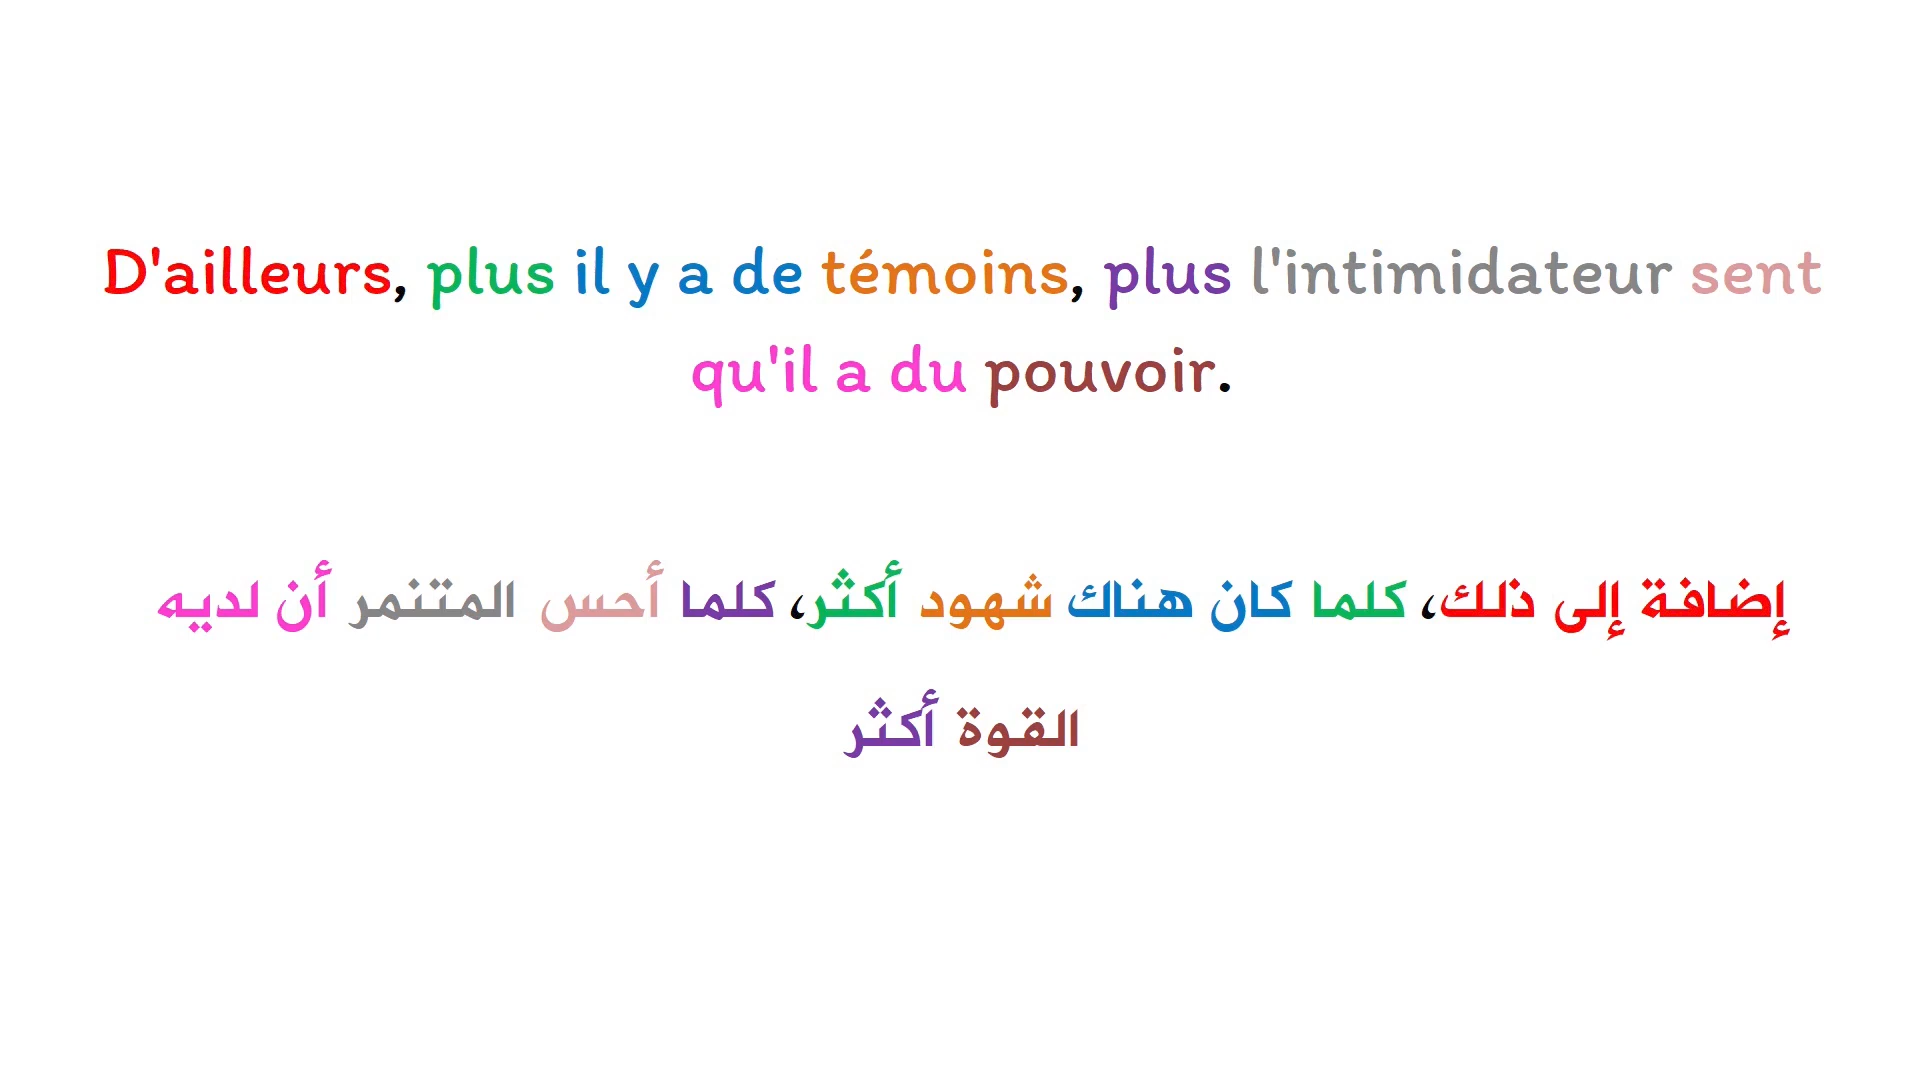 D'ailleurs, plus il y a de témoins, plus l'intimidateur sent
qu'il a du pouvoir.
إضافة إلى ذلك، كلما كان هناك شهود أكثر، كلما أحس المتنمر أن لديه
القوة أكثر